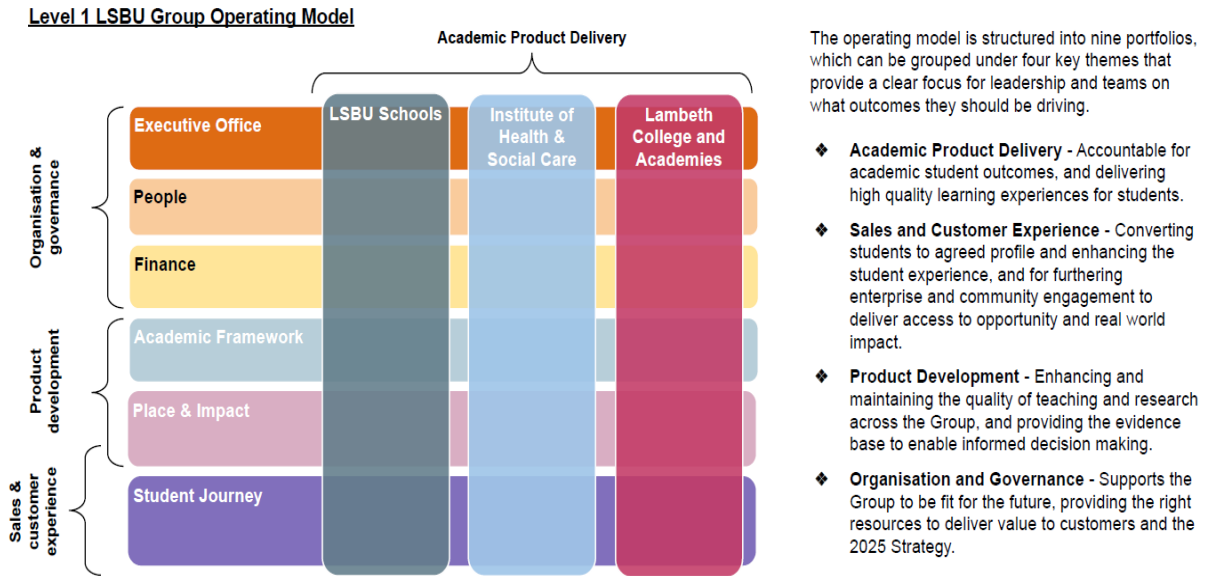 Level 1 LSBU Group Operating Model
Academic Product Delivery
LSBU Schools
Institute of
Health &
Social Care
Lambeth
College and
Academies
Organisation &
governance
Executive Office
People
Finance
Product
development
Academic Framework
Place & Impact
Sales &
customer
experience
Student Journey
The operating model is structured into nine portfolios,
which can be grouped under four key themes that
provide a clear focus for leadership and teams on
what outcomes they should be driving.
❖ Academic Product Delivery - Accountable for
academic student outcomes, and delivering
high quality learning experiences for students.
❖ Sales and Customer Experience - Converting
students to agreed profile and enhancing the
student experience, and for furthering
enterprise and community engagement to
deliver access to opportunity and real world
impact.
❖ Product Development - Enhancing and
maintaining the quality of teaching and research
across the Group, and providing the evidence
base to enable informed decision making.
❖ Organisation and Governance - Supports the
Group to be fit for the future, providing the right
resources to deliver value to customers and the
2025 Strategy.